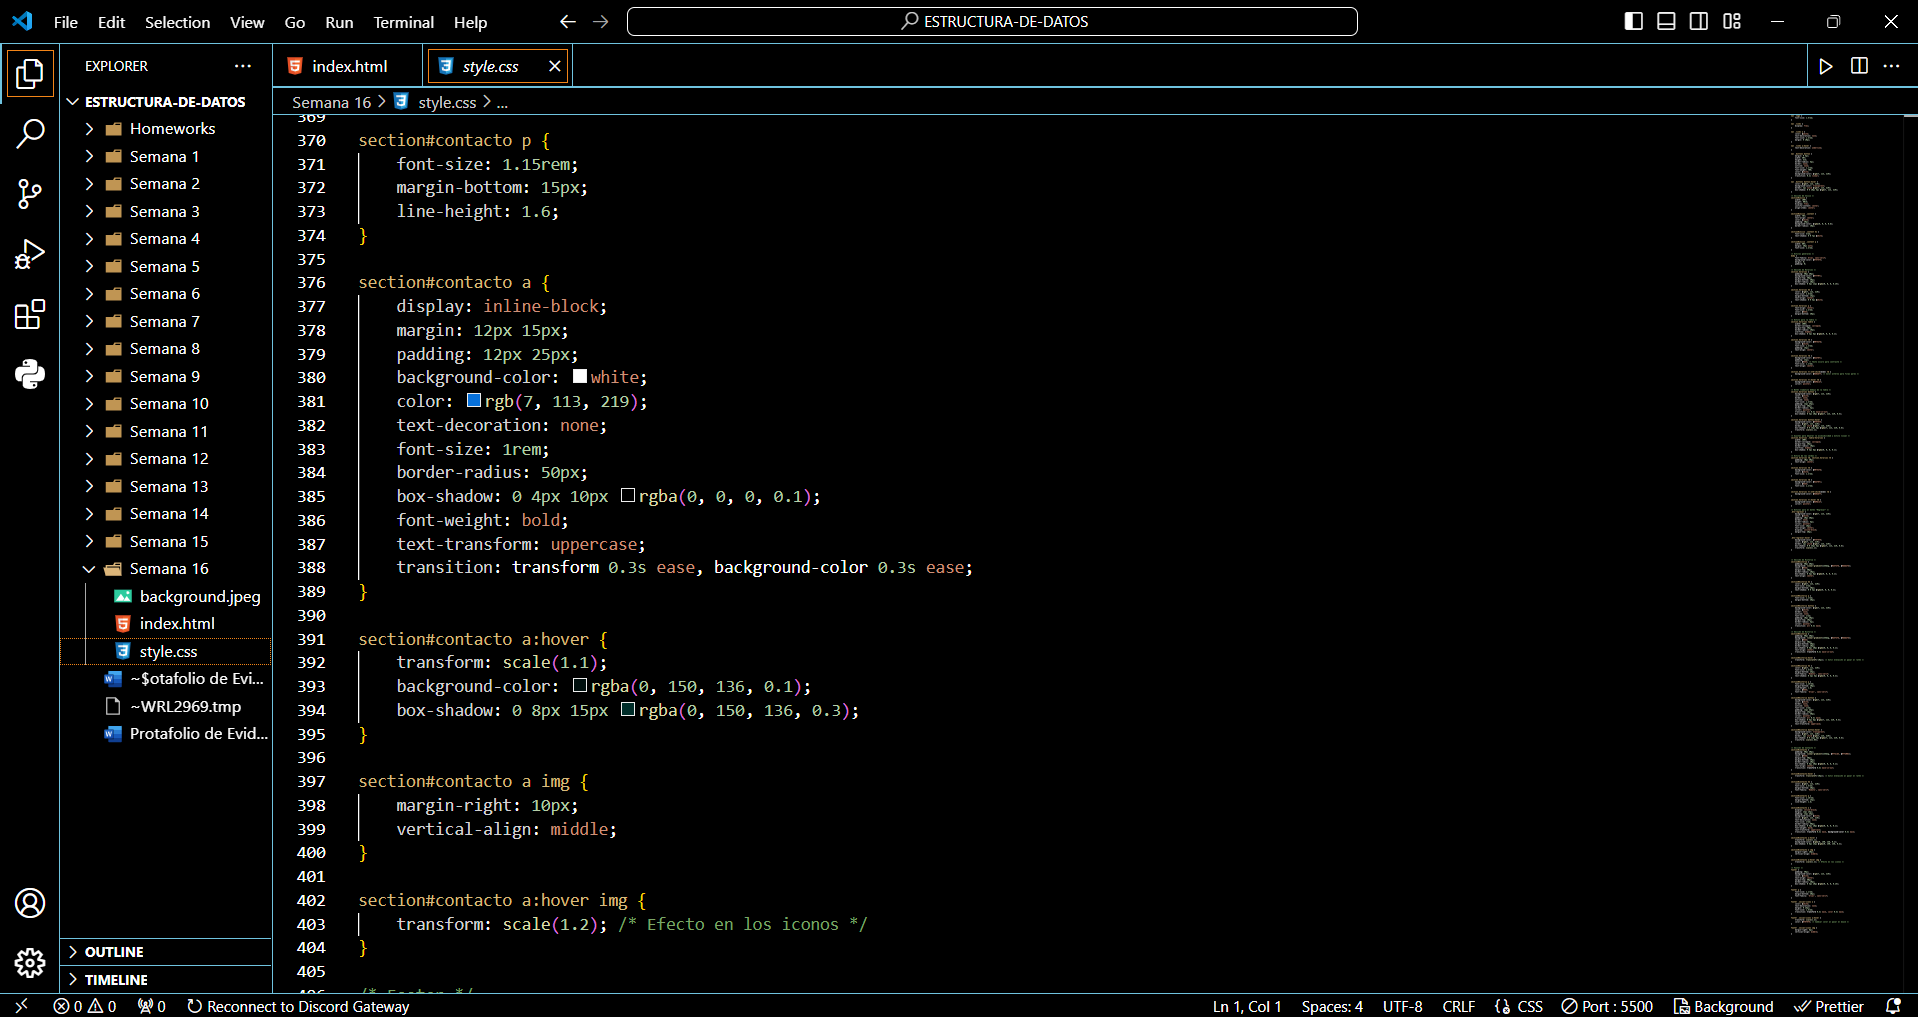 File Edit Selection View Go Run Terminal Help
ESTRUCTURA-DE-DATOS
EXPLORER
ESTRUCTURA-DE-DATOS
Homeworks
Semana 1
Semana 2
Semana 3
Semana 4
Semana 5
Semana 6
Semana 7
Semana 8
Semana 9
Semana 10
Semana 11
Semana 12
Semana 13
Semana 14
Semana 15
Semana 16
background.jpeg
index.html
style.css
~$otafolio de Evi...
~WRL2969.tmp
Protafolio de Evid...
OUTLINE
TIMELINE
index.html
style.css
Semana 16 > style.css > ...
369
370 section#contacto p {
371 font-size: 1.15rem;
372 margin-bottom: 15px;
373 line-height: 1.6;
374 }
375
376 section#contacto a {
377 display: inline-block;
378 margin: 12px 15px;
379 padding: 12px 25px;
380 background-color: white;
381 color: rgb(7, 113, 219);
382 text-decoration: none;
383 font-size: 1rem;
384 border-radius: 50px;
385 box-shadow: 0 4px 10px rgba(0, 0, 0, 0.1);
386 font-weight: bold;
387 text-transform: uppercase;
388 transition: transform 0.3s ease, background-color 0.3s ease;
389 }
390
391 section#contacto a:hover {
392 transform: scale(1.1);
393 background-color: rgba(0, 150, 136, 0.1);
394 box-shadow: 0 8px 15px rgba(0, 150, 136, 0.3);
395 }
396
397 section#contacto a img {
398 margin-right: 10px;
399 vertical-align: middle;
400 }
401
402 section#contacto a:hover img {
403 transform: scale(1.2); /* Efecto en los iconos */
404 }
405
406 /* Footer */
0 0 0 Reconnect to Discord Gateway
Ln 1, Col 1 Spaces: 4 UTF-8 CRLF {} CSS Port : 5500 Background Prettier